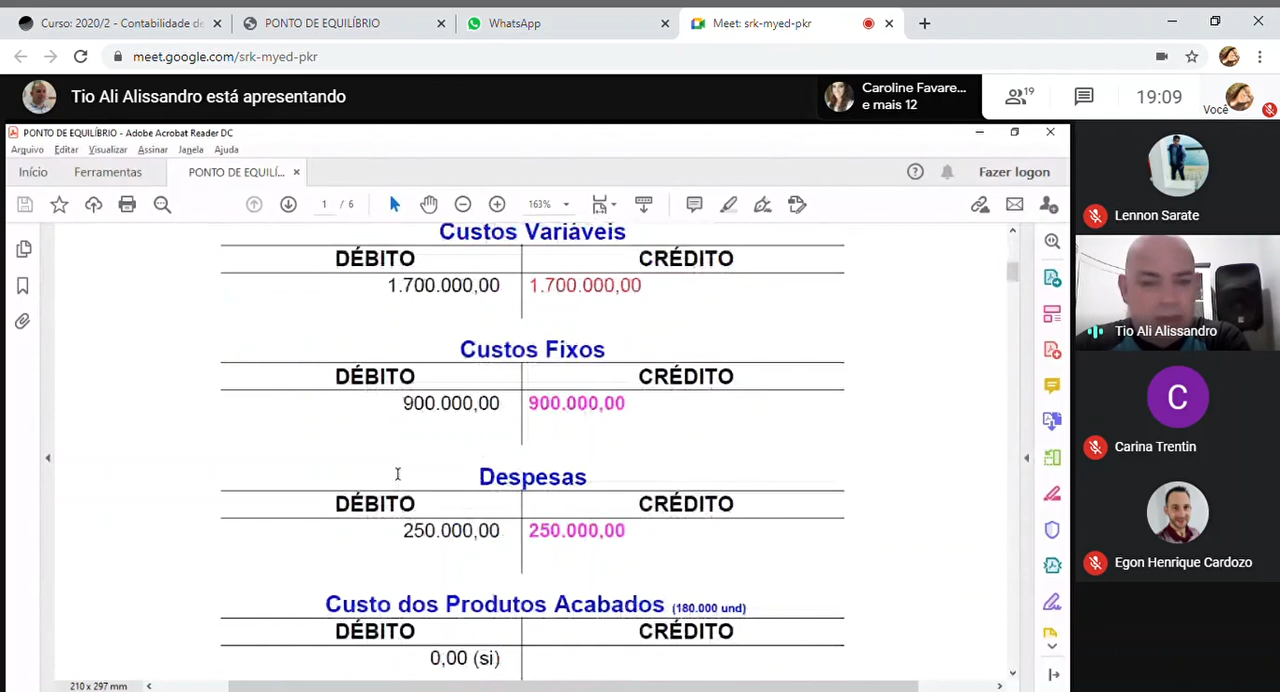 Curso: 2020/2 - Contabilidade de
PONTO DE EQUILÍBRIO
WhatsApp
Meet: srk-myed-pkr
meet.google.com/srk-myed-pkr
Tio Ali Alissandro está apresentando
Caroline Favare...
e mais 12
19
19:09
Você
PONTO DE EQUILÍBRIO - Adobe Acrobat Reader DC
Arquivo Editar Visualizar Assinar Janela Ajuda
Início Ferramentas PONTO DE EQUILÍ... Fazer logon
1 / 6 163%
Custos Variáveis
DÉBITO CRÉDITO
1.700.000,00 1.700.000,00
Custos Fixos
DÉBITO CRÉDITO
900.000,00 900.000,00
Despesas
DÉBITO CRÉDITO
250.000,00 250.000,00
Custo dos Produtos Acabados (180.000 und)
DÉBITO CRÉDITO
0,00 (si)
210 x 297 mm
Lennon Sarate
Tio Ali Alissandro
C
Carina Trentin
Egon Henrique Cardozo